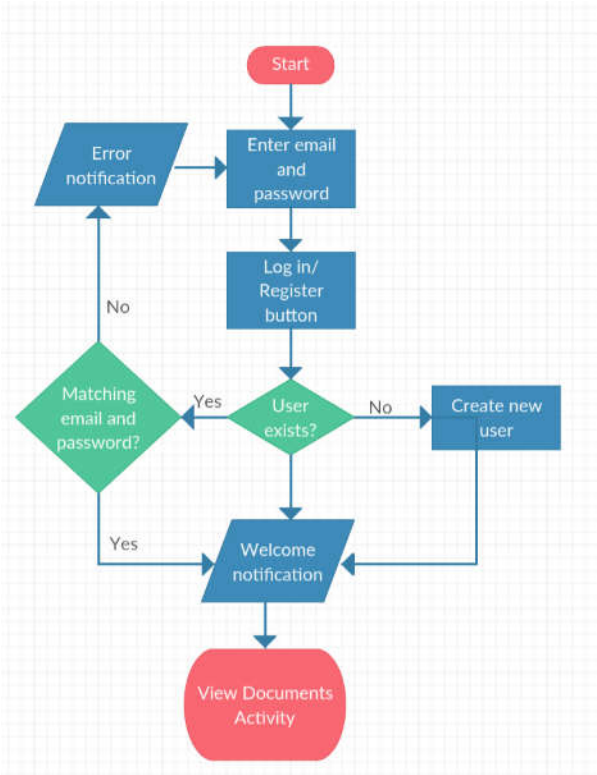 Start
Error
notification
Enter email
and
password
Log in/
Register
button
No
Matching
email and
password?
Yes
User
exists?
No
Create new
user
Yes
Welcome
notification
View Documents
Activity